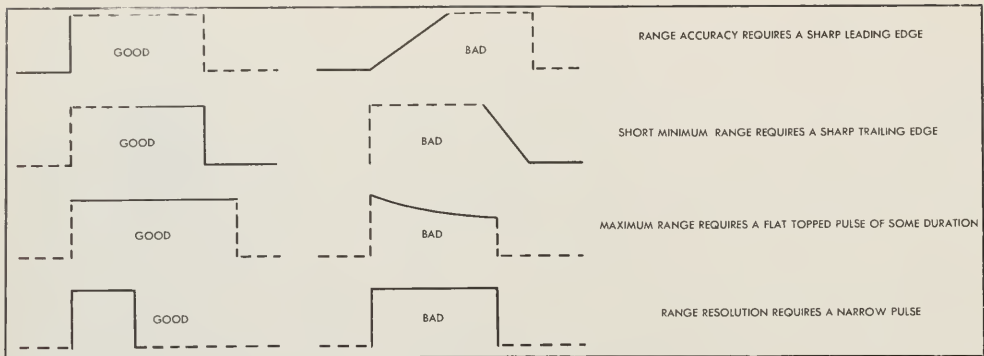 GOOD
BAD
RANGE ACCURACY REQUIRES A SHARP LEADING EDGE
GOOD
BAD
SHORT MINIMUM RANGE REQUIRES A SHARP TRAILING EDGE
GOOD
BAD
MAXIMUM RANGE REQUIRES A FLAT TOPPED PULSE OF SOME DURATION
GOOD
BAD
RANGE RESOLUTION REQUIRES A NARROW PULSE